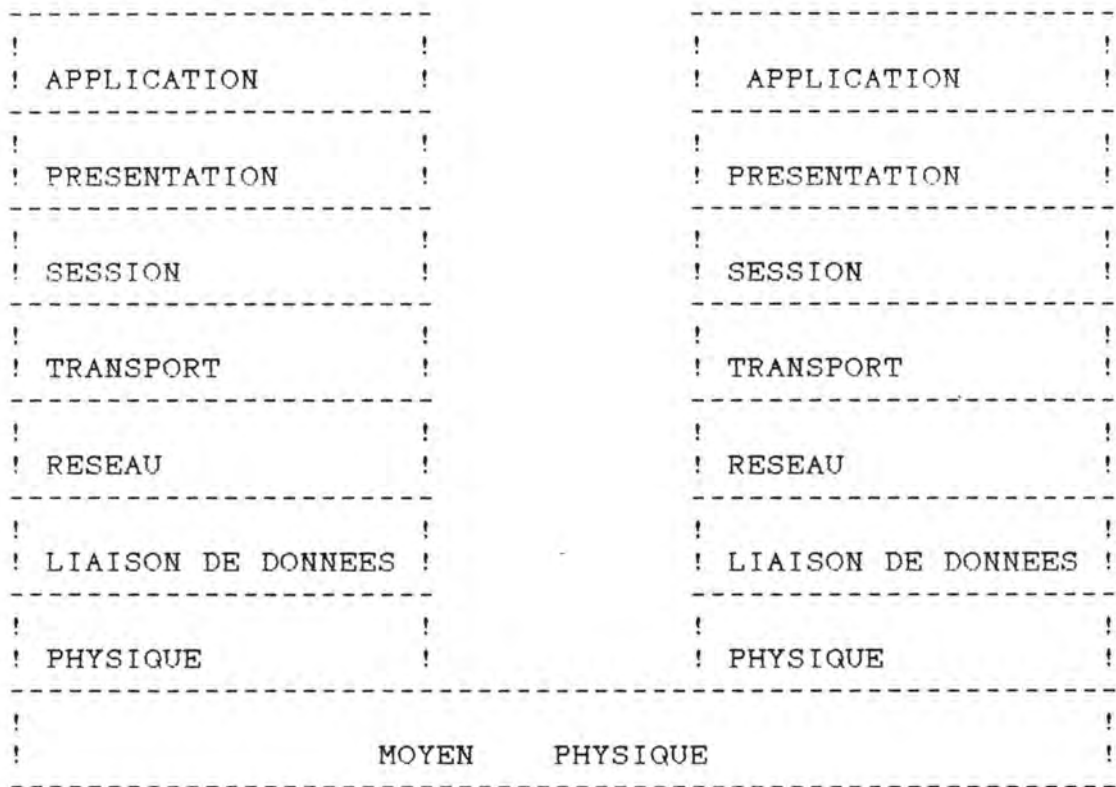 APPLICATION APPLICATION
PRESENTATION PRESENTATION
SESSION SESSION
TRANSPORT TRANSPORT
RESEAU RESEAU
LIAISON DE DONNEES LIAISON DE DONNEES
PHYSIQUE PHYSIQUE
MOYEN PHYSIQUE